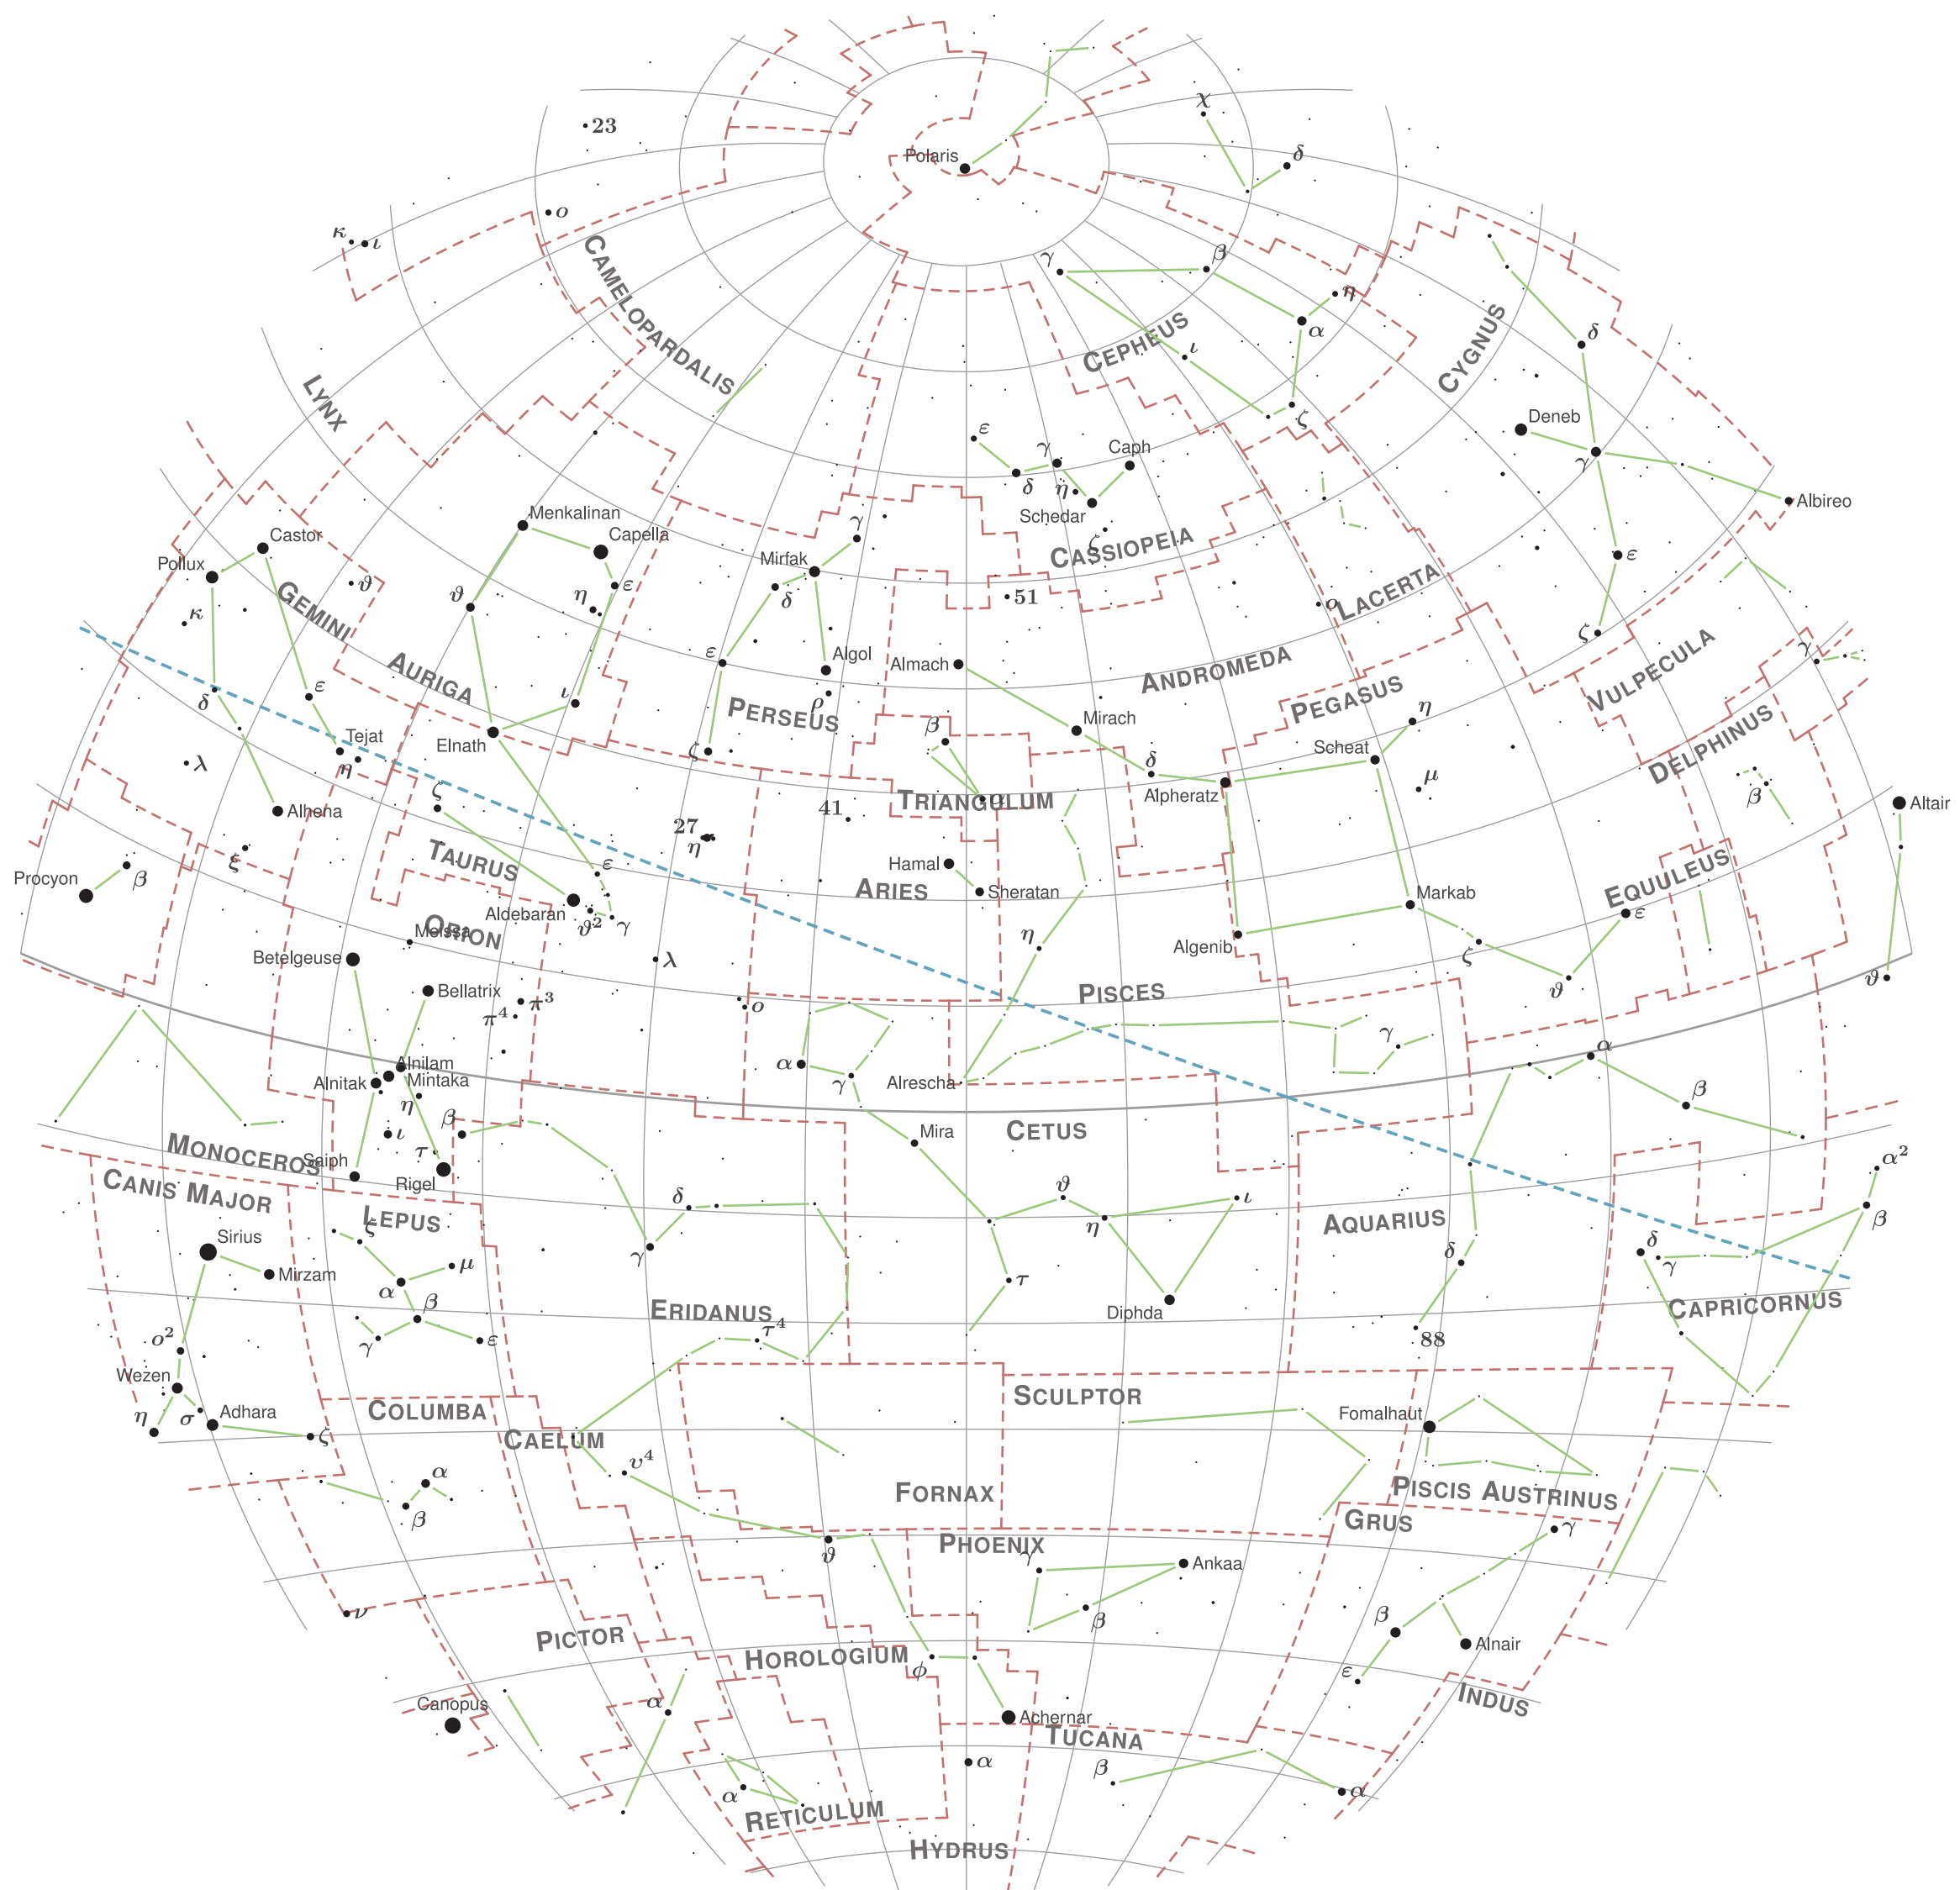 χ
23
δ
Polaris
ο
κ
ι
γ
β
CAMELOPARDALIS
η
CEPHEUS
α
ι
CYGNUS
δ
LYNX
ζ
Deneb
ε
γ
Caph
γ
δ
η
Albireo
Menkalinan
Schedar
Capella
γ
Castor
ζ
CASSIOPEIA
Mirfak
Pollux
ε
ϑ
ε
δ
η
LACERTA
κ
ϑ
51
ο
GEMINI
ζ
Algol
ε
Almach
AURIGA
ANDROMEDA
VULPECULA
γ
ε
δ
ι
ρ
PERSEUS
PEGASUS
Mirach
η
β
Tejat
Elnath
Scheat
DELPHINUS
ζ
λ
η
δ
μ
Alpheratz
ζ
TRIANGULUM
α
β
Altair
Alhena
41
27
η
ξ
TAURUS
ε
Hamal
EQUULEUS
Procyon
β
ARIES
Sheratan
Markab
Aldebaran
ϑ²
γ
ε
Meissa
ORION
η
Algenib
ζ
Betelgeuse
λ
ϑ
ϑ
Bellatrix
π³
PISCES
π⁴
ο
γ
α
Alnilam
α
Alnitak
Mintaka
γ
Alrescha
η
β
β
Mira
CETUS
ι
MONOCEROS
τ
Saiph
α²
CANIS MAJOR
Rigel
ϑ
δ
ι
LEPUS
ξ
η
AQUARIUS
β
Sirius
γ
δ
δ
γ
Mirzam
μ
τ
α
β
ERIDANUS
Diphda
CAPRICORNUS
ο²
τ⁴
γ
ε
88
Wezen
SCULPTOR
σ
Adhara
COLUMBA
Fomalhaut
η
ζ
CAELUM
υ⁴
α
FORNAX
PISCIS AUSTRINUS
β
GRUS
γ
ϑ
PHOENIX
γ
Ankaa
ν
β
β
PICTOR
Alnair
HOROLOGIUM
φ
ε
Canopus
α
INDUS
Achernar
TUCANA
α
β
α
α
RETICULUM
HYDRUS